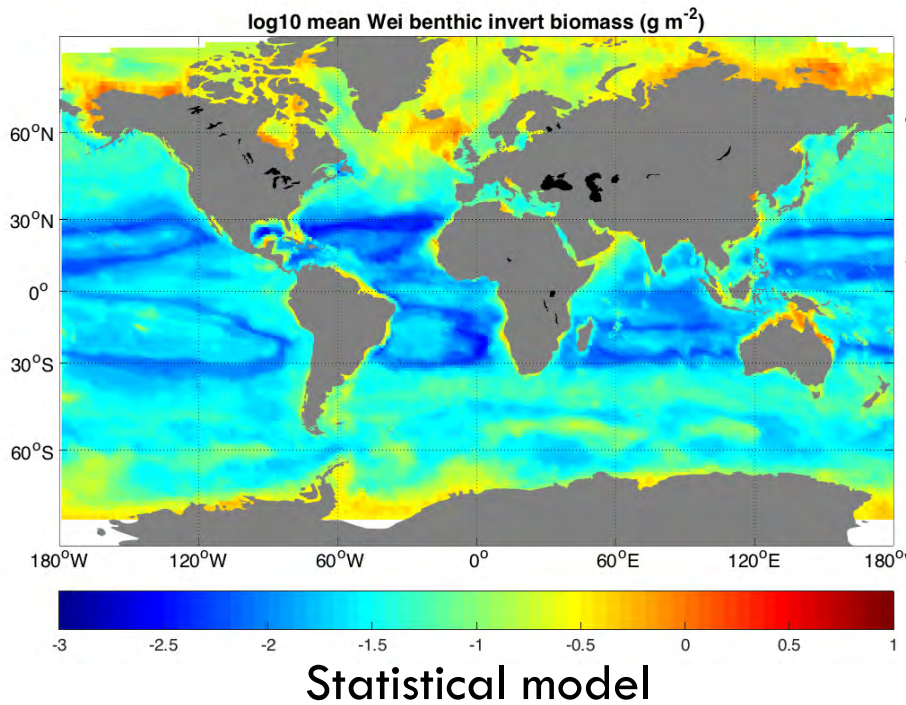 log10 mean Wei benthic invert biomass (g m⁻²)
60°N
30°N
0°
30°S
60°S
180°W 120°W 60°W 0° 60°E 120°E 180°
-3 -2.5 -2 -1.5 -1 -0.5 0 0.5 1
Statistical model